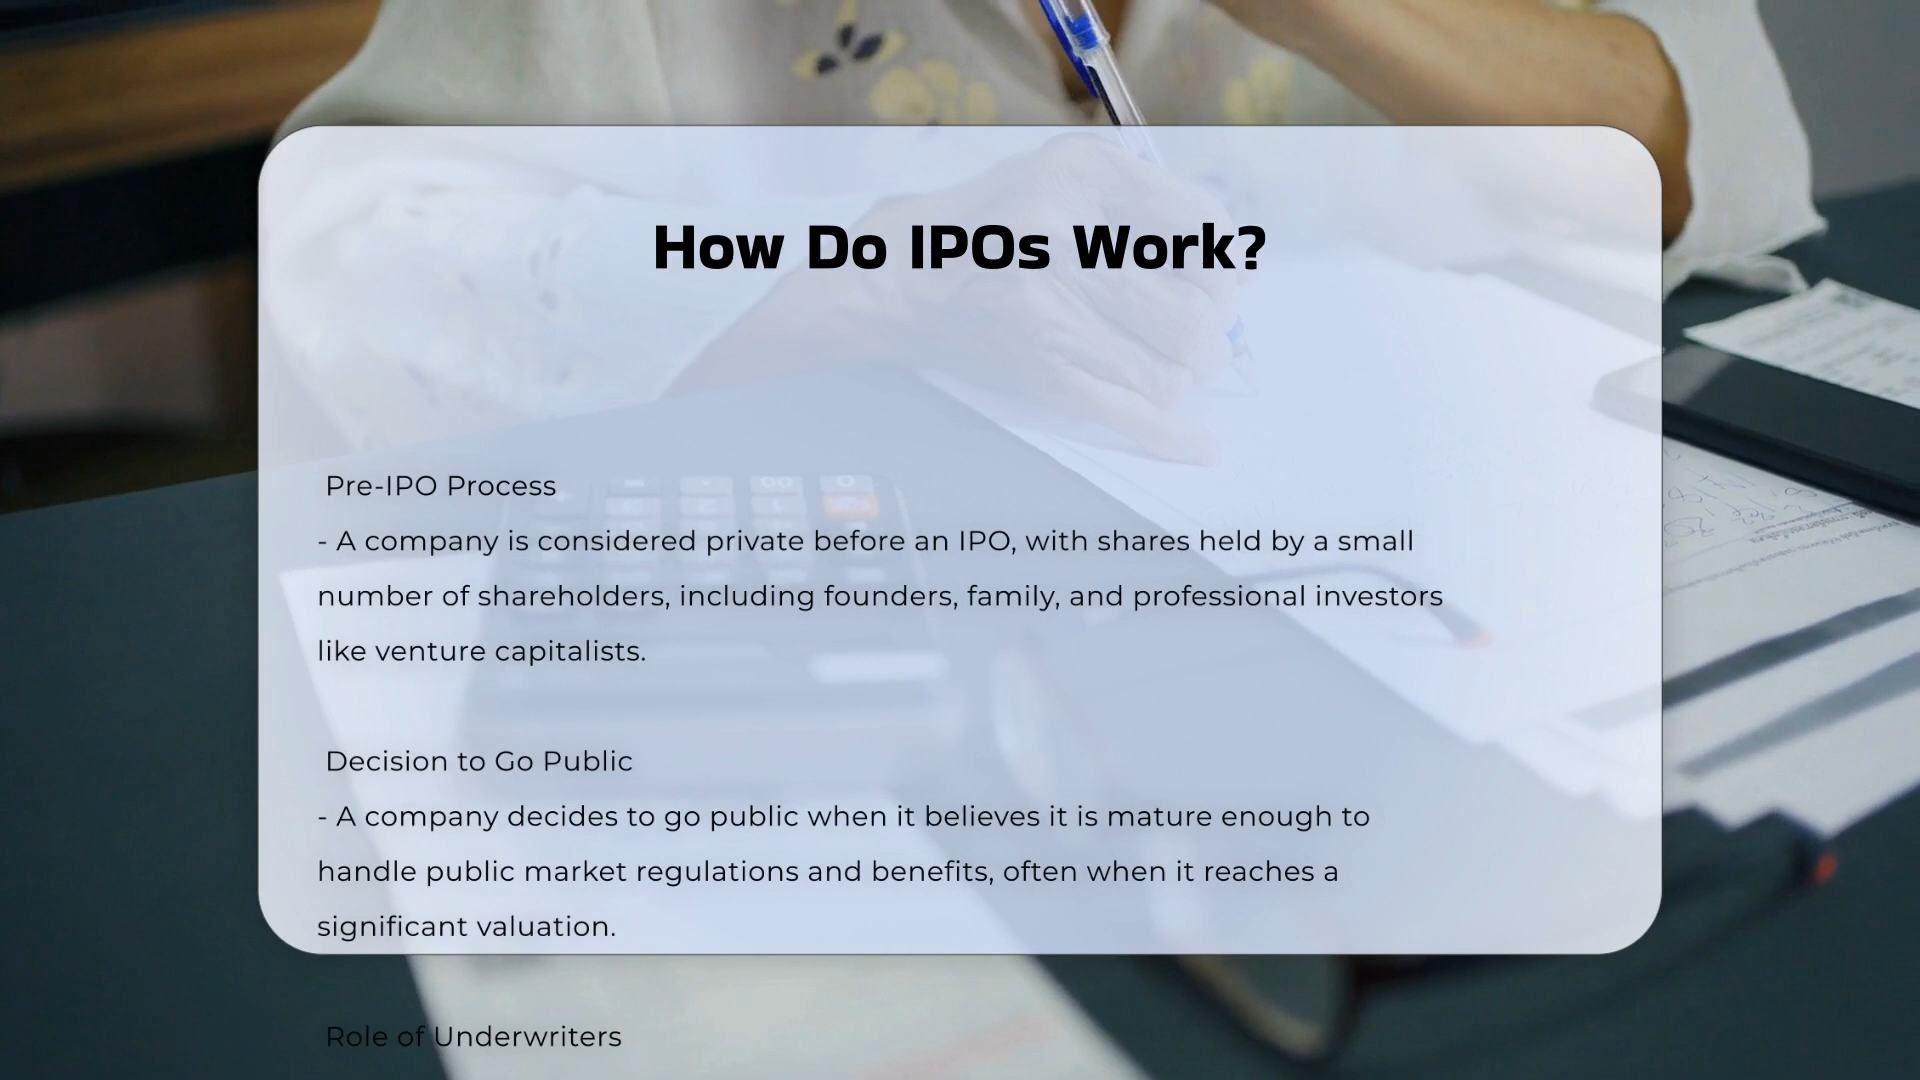 How Do IPOs Work?
Pre-IPO Process
- A company is considered private before an IPO, with shares held by a small
number of shareholders, including founders, family, and professional investors
like venture capitalists.
Decision to Go Public
- A company decides to go public when it believes it is mature enough to
handle public market regulations and benefits, often when it reaches a
significant valuation.
Role of Underwriters